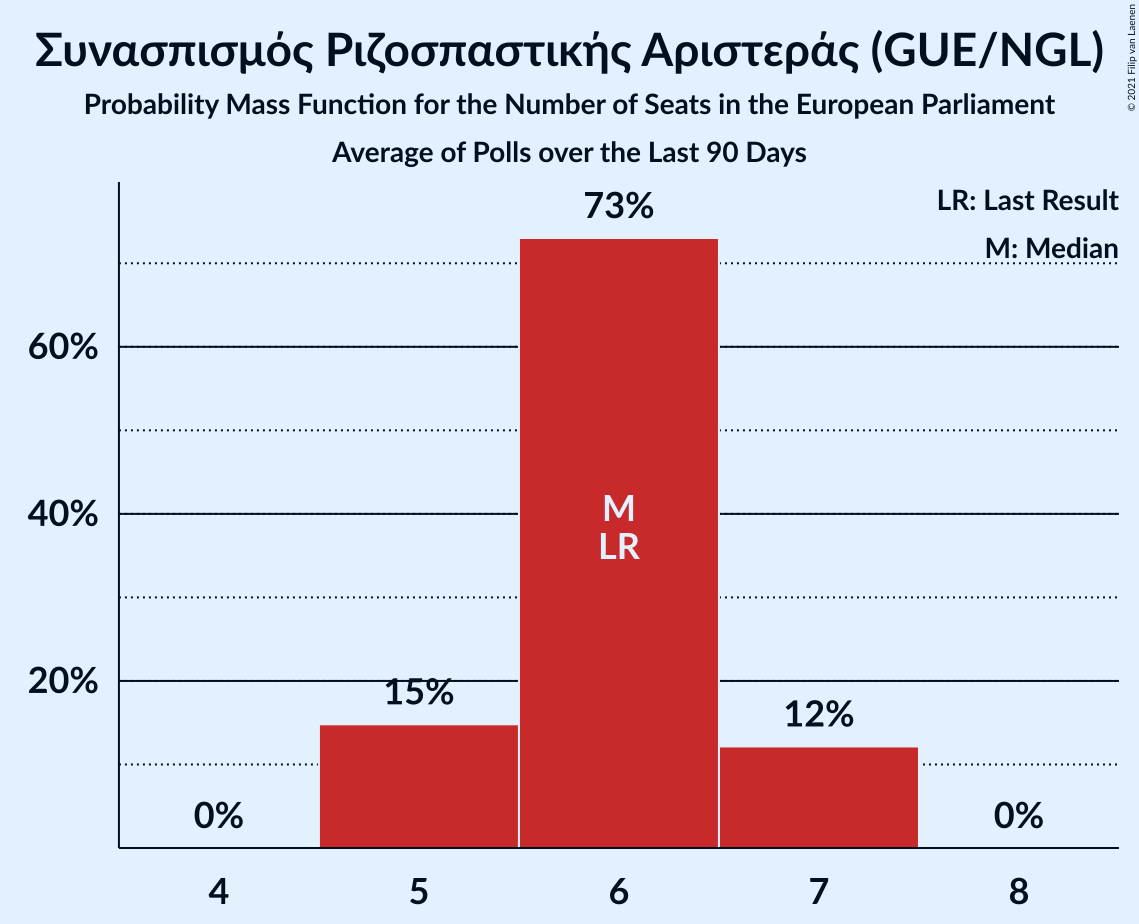 Συνασπισμός Ριζοσπαστικής Αριστεράς (GUE/NGL)
Probability Mass Function for the Number of Seats in the European Parliament
Average of Polls over the Last 90 Days
© 2021 Filip van Laenen
LR: Last Result
M: Median
73%
60%
40%
20%
M
LR
15%
12%
0%
0%
4 5 6 7 8